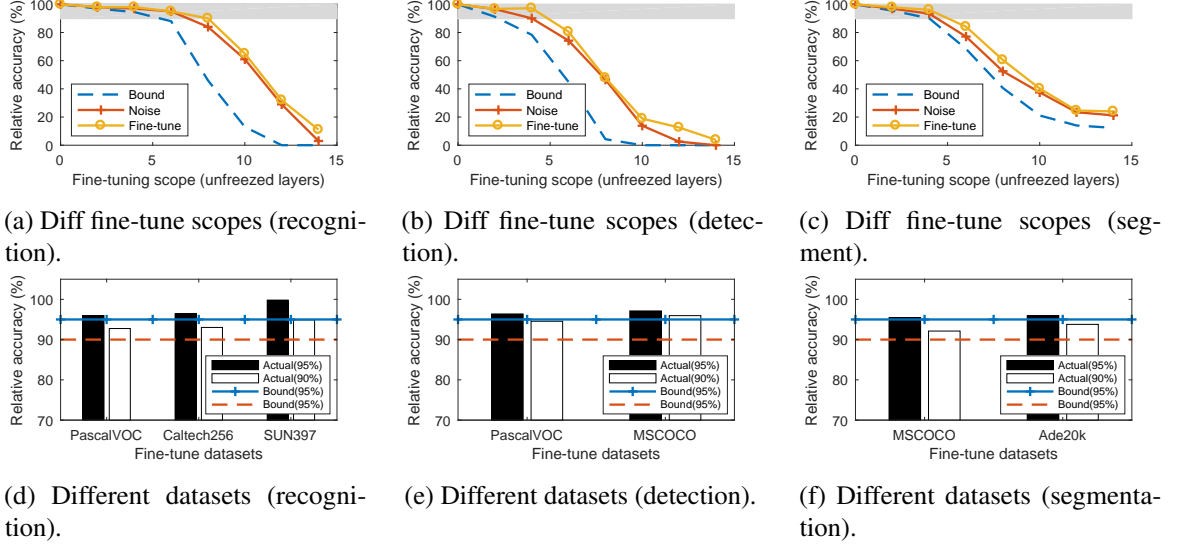 Relative accuracy (%)
100
80
60
40
20
0
Bound
Noise
Fine-tune
0 5 10 15
Fine-tuning scope (unfreezed layers)
Relative accuracy (%)
100
80
60
40
20
0
Bound
Noise
Fine-tune
0 5 10 15
Fine-tuning scope (unfreezed layers)
Relative accuracy (%)
100
80
60
40
20
0
Bound
Noise
Fine-tune
0 5 10 15
Fine-tuning scope (unfreezed layers)
(a) Diff fine-tune scopes (recogni-
tion).
(b) Diff fine-tune scopes (detec-
tion).
(c) Diff fine-tune scopes (seg-
ment).
Relative accuracy (%)
100
90
80
70
Actual(95%)
Actual(90%)
Bound(95%)
Bound(95%)
PascalVOC Caltech256 SUN397
Fine-tune datasets
Relative accuracy (%)
100
90
80
70
Actual(95%)
Actual(90%)
Bound(95%)
Bound(95%)
PascalVOC MSCOCO
Fine-tune datasets
Relative accuracy (%)
100
90
80
70
Actual(95%)
Actual(90%)
Bound(95%)
Bound(95%)
MSCOCO Ade20k
Fine-tune datasets
(d) Different datasets (recogni-
tion).
(e) Different datasets (detection).
(f) Different datasets (segmenta-
tion).